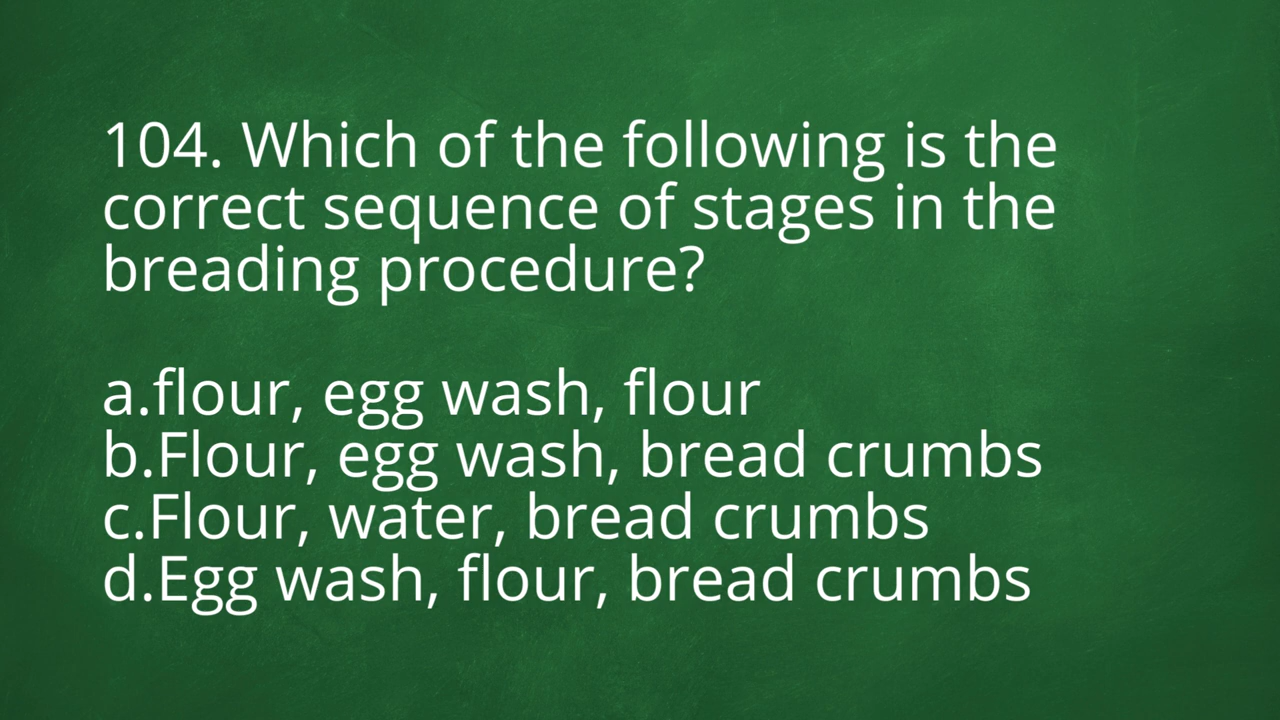 104. Which of the following is the
correct sequence of stages in the
breading procedure?
a.flour, egg wash, flour
b.Flour, egg wash, bread crumbs
c.Flour, water, bread crumbs
d.Egg wash, flour, bread crumbs